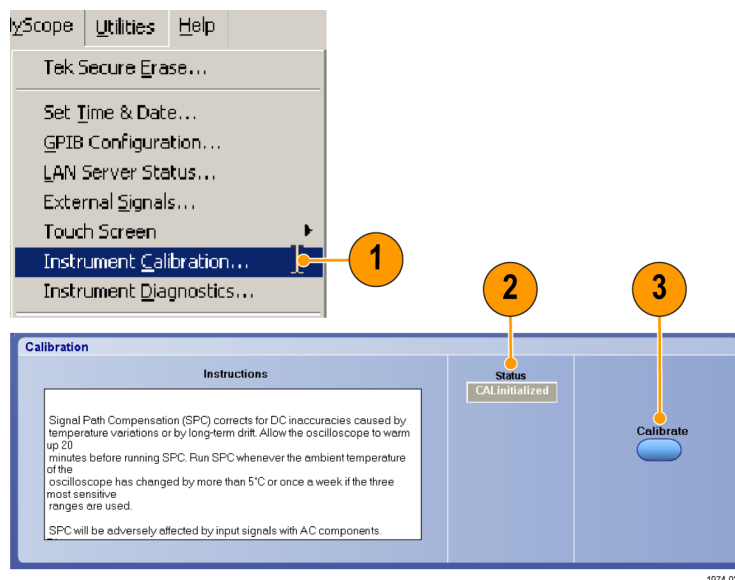 lyScope Utilities Help
Tek Secure Erase...
Set Time & Date...
GPIB Configuration...
LAN Server Status...
External Signals...
Touch Screen
Instrument Calibration...
Instrument Diagnostics...
1
2
3
Calibration
Instructions
Signal Path Compensation (SPC) corrects for DC inaccuracies caused by
temperature variations or by long-term drift. Allow the oscilloscope to warm
up 20
minutes before running SPC. Run SPC whenever the ambient temperature
of the
oscilloscope has changed by more than 5°C or once a week if the three
most sensitive
ranges are used.
SPC will be adversely affected by input signals with AC components.
Status
CALinitialized
Calibrate